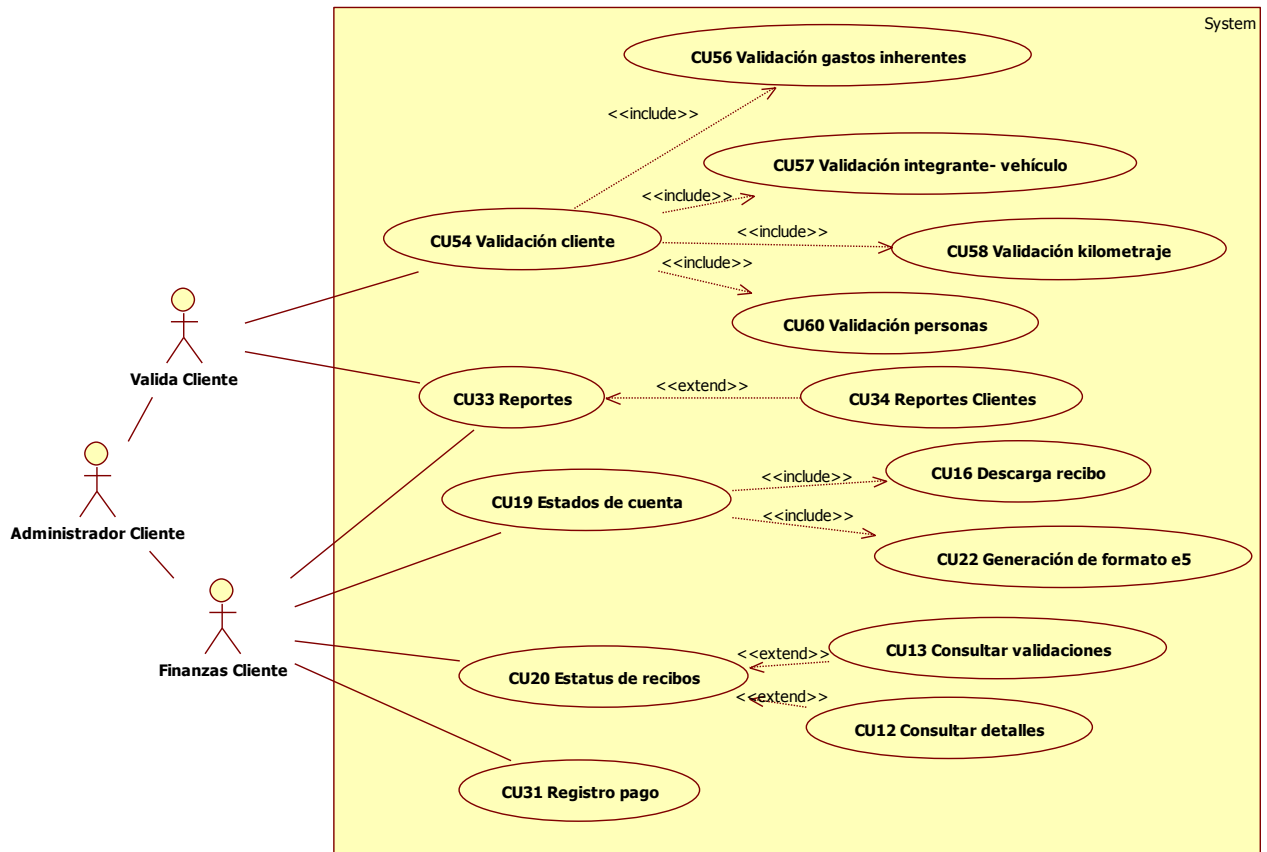 System
CU56 Validación gastos inherentes
<<include>>
CU57 Validación integrante- vehículo
<<include>>
CU54 Validación cliente
<<include>>
CU58 Validación kilometraje
<<include>>
CU60 Validación personas
Valida Cliente
CU33 Reportes
<<extend>>
CU34 Reportes Clientes
Administrador Cliente
CU19 Estados de cuenta
<<include>>
CU16 Descarga recibo
<<include>>
CU22 Generación de formato e5
Finanzas Cliente
CU20 Estatus de recibos
<<extend>>
CU13 Consultar validaciones
<<extend>>
CU12 Consultar detalles
CU31 Registro pago